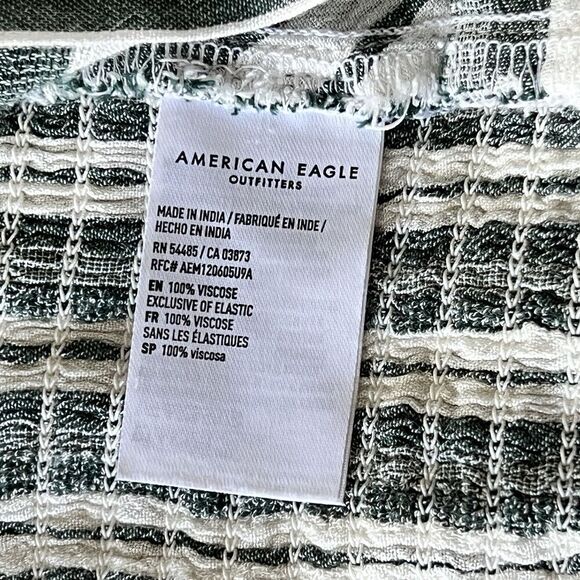 AMERICAN EAGLE
OUTFITTERS
MADE IN INDIA / FABRIQUÉ EN INDE /
HECHO EN INDIA
RN 54485 / CA 03873
RFC# AEM120605U9A
EN 100% VISCOSE
EXCLUSIVE OF ELASTIC
FR 100% VISCOSE
SANS LES ÉLASTIQUES
SP 100% viscosa